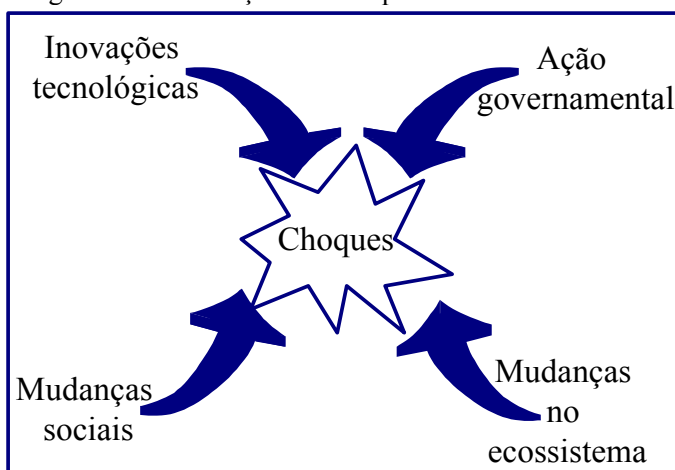 Inovações
tecnológicas
Ação
governamental
Choques
Mudanças
sociais
Mudanças
no
ecossistema